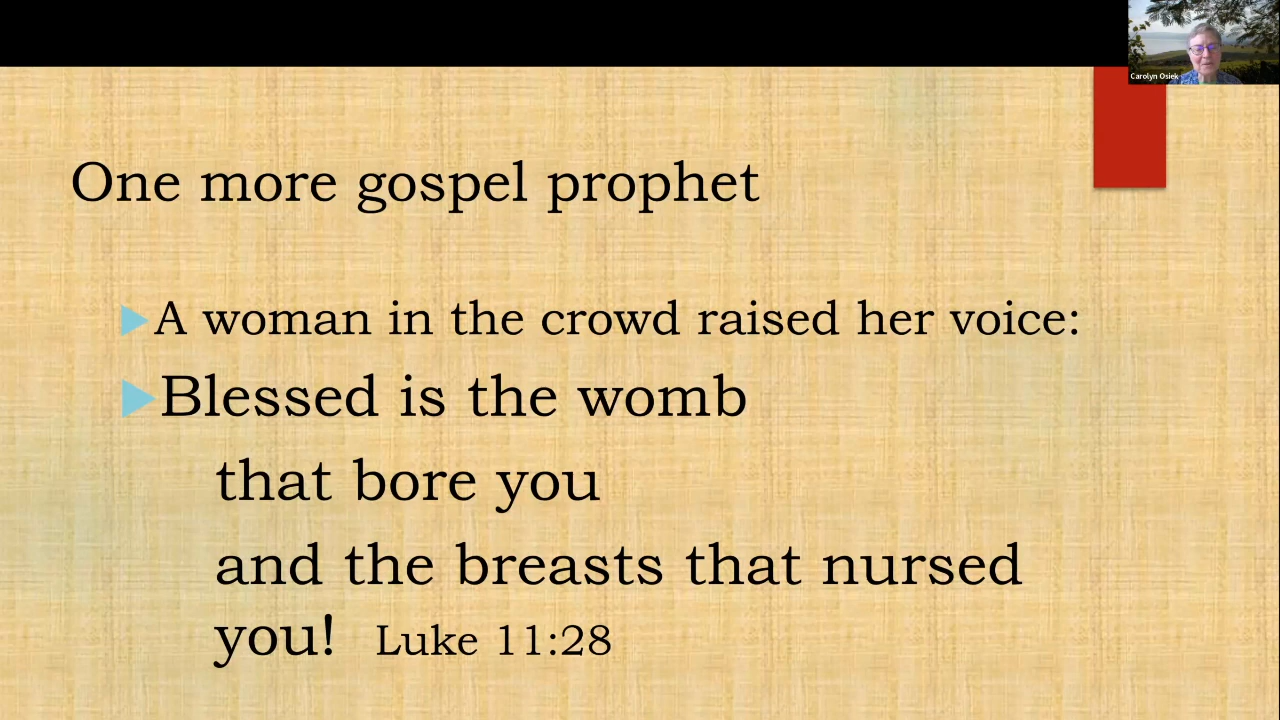 Carolyn Osiek
One more gospel prophet
A woman in the crowd raised her voice:
Blessed is the womb
that bore you
and the breasts that nursed
you! Luke 11:28